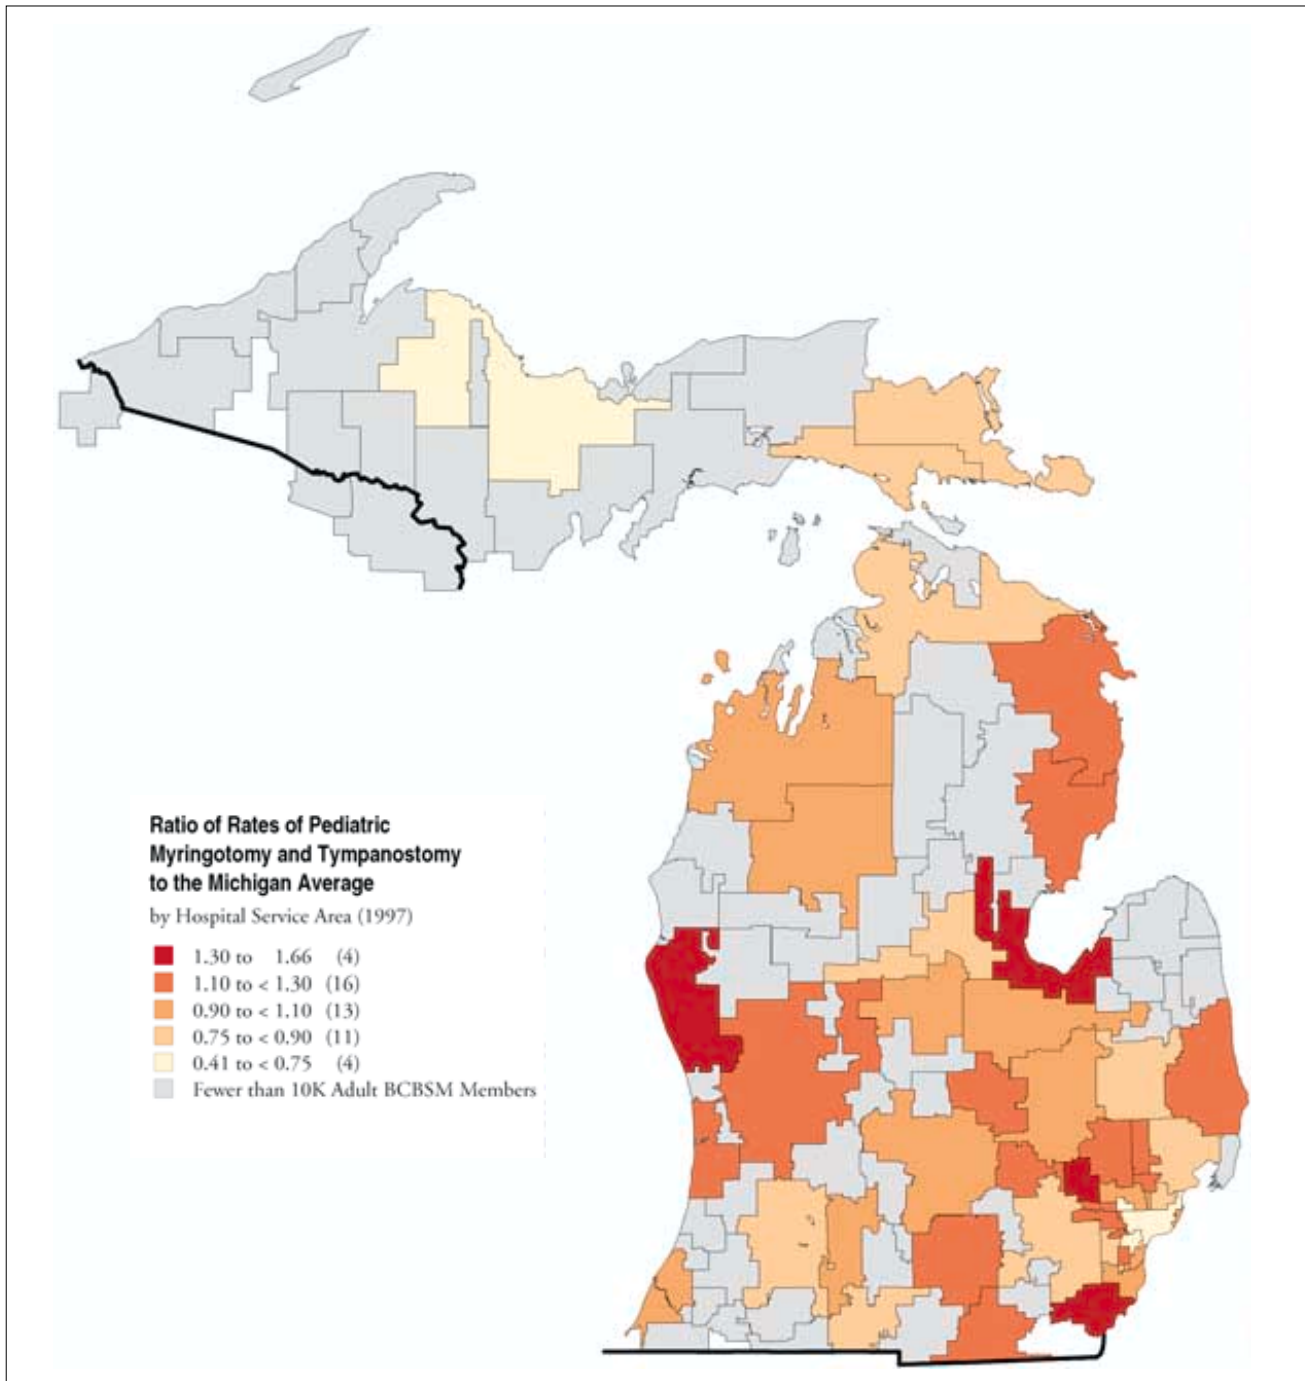 Ratio of Rates of Pediatric
Myringotomy and Tympanostomy
to the Michigan Average
by Hospital Service Area (1997)
1.30 to 1.66 (4)
1.10 to < 1.30 (16)
0.90 to < 1.10 (13)
0.75 to < 0.90 (11)
0.41 to < 0.75 (4)
Fewer than 10K Adult BCBSM Members